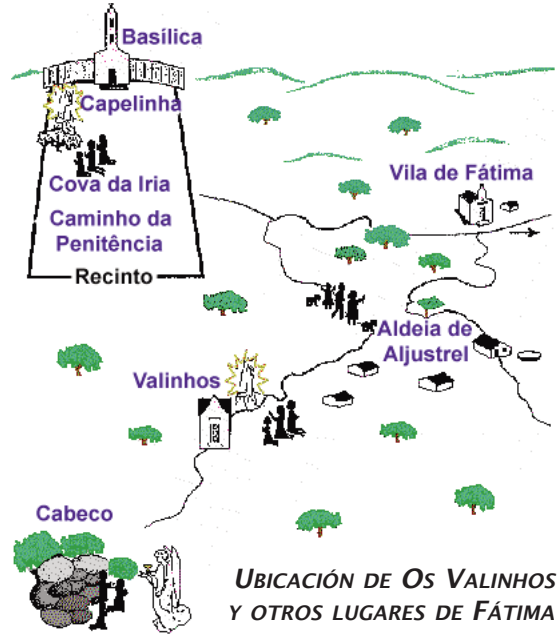 Basílica
Capelinha
Cova da Iria
Caminho da
Penitência
Recinto
Vila de Fátima
Aldeia de
Aljustrel
Valinhos
Cabeco
UBICACIÓN DE OS VALINHOS
Y OTROS LUGARES DE FÁTIMA